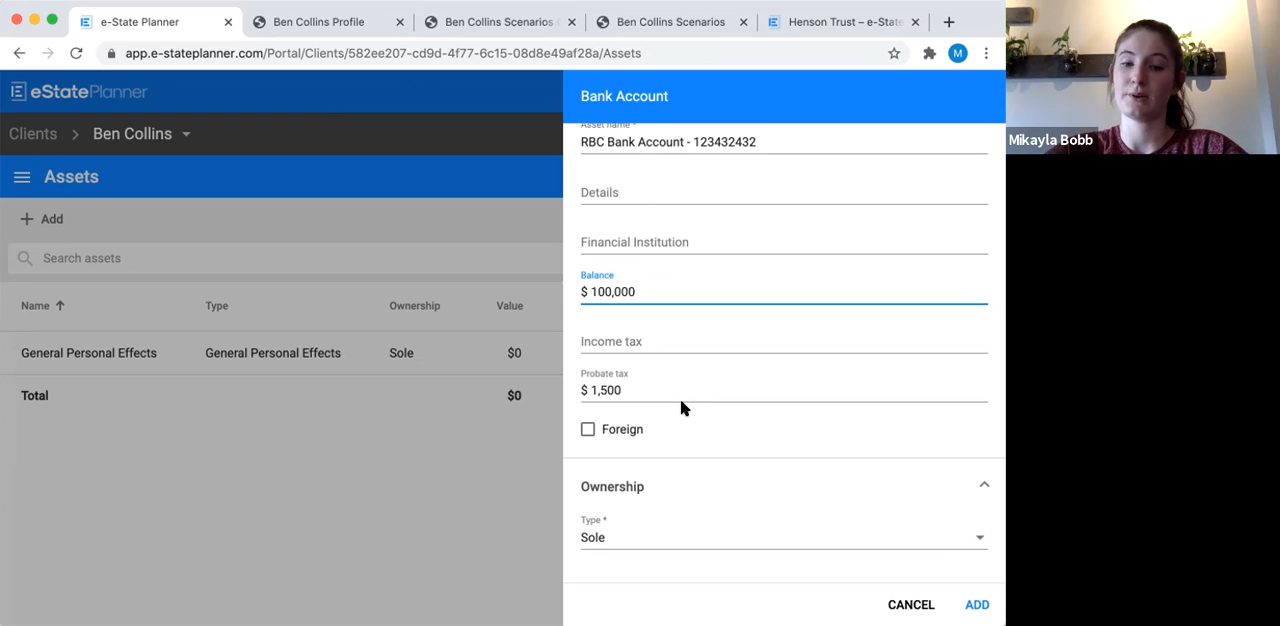 e-State Planner
Ben Collins Profile
Ben Collins Scenarios
Ben Collins Scenarios
Henson Trust – e-State
app.e-stateplanner.com/Portal/Clients/582ee207-cd9d-4f77-6c15-08d8e49af28a/Assets
M
eStatePlanner
Clients > Ben Collins
Assets
Add
Search assets
Name Type Ownership Value
General Personal Effects General Personal Effects Sole $0
Total $0
Bank Account
Asset name *
RBC Bank Account - 123432432
Details
Financial Institution
Balance
$ 100,000
Income tax
Probate tax
$ 1,500
Foreign
Ownership
Type *
Sole
CANCEL ADD
Mikayla Bobb